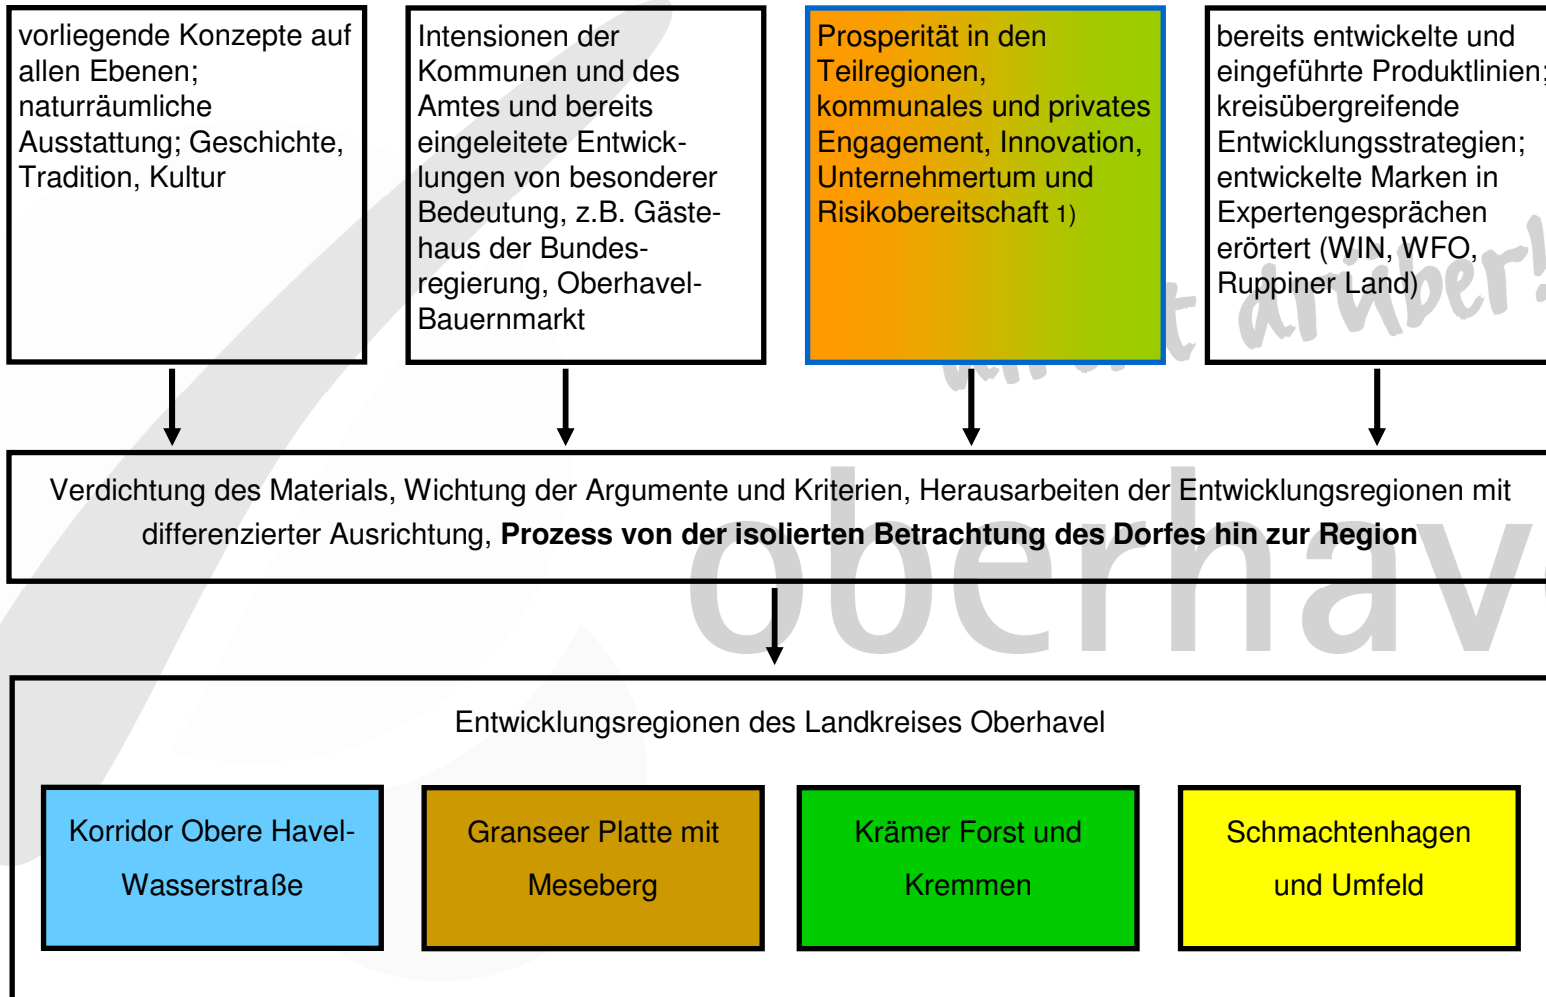 vorliegende Konzepte auf
allen Ebenen;
naturräumliche
Ausstattung; Geschichte,
Tradition, Kultur
Intensionen der
Kommunen und des
Amtes und bereits
eingeleitete Entwick-
lungen von besonderer
Bedeutung, z.B. Gäste-
haus der Bundes-
regierung, Oberhavel-
Bauernmarkt
Prosperität in den
Teilregionen,
kommunales und privates
Engagement, Innovation,
Unternehmertum und
Risikobereitschaft 1)
bereits entwickelte und
eingeführte Produktlinien;
kreisübergreifende
Entwicklungsstrategien;
entwickelte Marken in
Expertengesprächen
erörtert (WIN, WFO,
Ruppiner Land)
drüber!
Verdichtung des Materials, Wichtung der Argumente und Kriterien, Herausarbeiten der Entwicklungsregionen mit
differenzierter Ausrichtung, Prozess von der isolierten Betrachtung des Dorfes hin zur Region
oberhav
Entwicklungsregionen des Landkreises Oberhavel
Korridor Obere Havel-
Wasserstraße
Granseer Platte mit
Meseberg
Krämer Forst und
Kremmen
Schmachtenhagen
und Umfeld